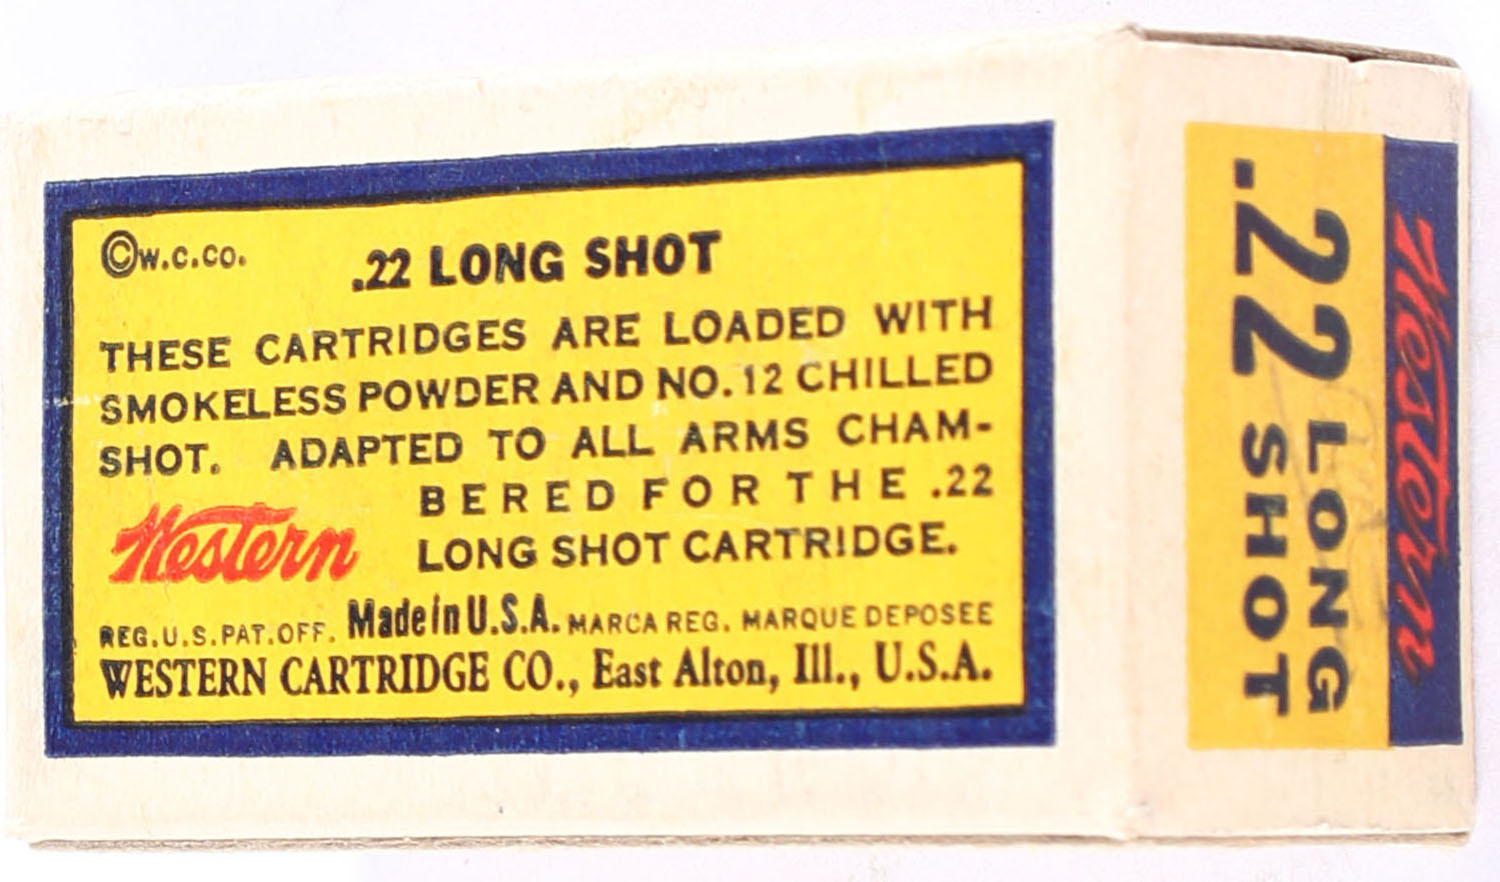 ©W.C.CO.
.22 LONG SHOT
THESE CARTRIDGES ARE LOADED WITH
SMOKELESS POWDER AND NO. 12 CHILLED
SHOT. ADAPTED TO ALL ARMS CHAM-
BERED FOR THE .22
LONG SHOT CARTRIDGE.
Western
REG.U.S.PAT.OFF. Made in U.S.A. MARCA REG. MARQUE DEPOSEE
WESTERN CARTRIDGE CO., East Alton, Ill., U.S.A.
Western
.22 LONG
.22 SHOT